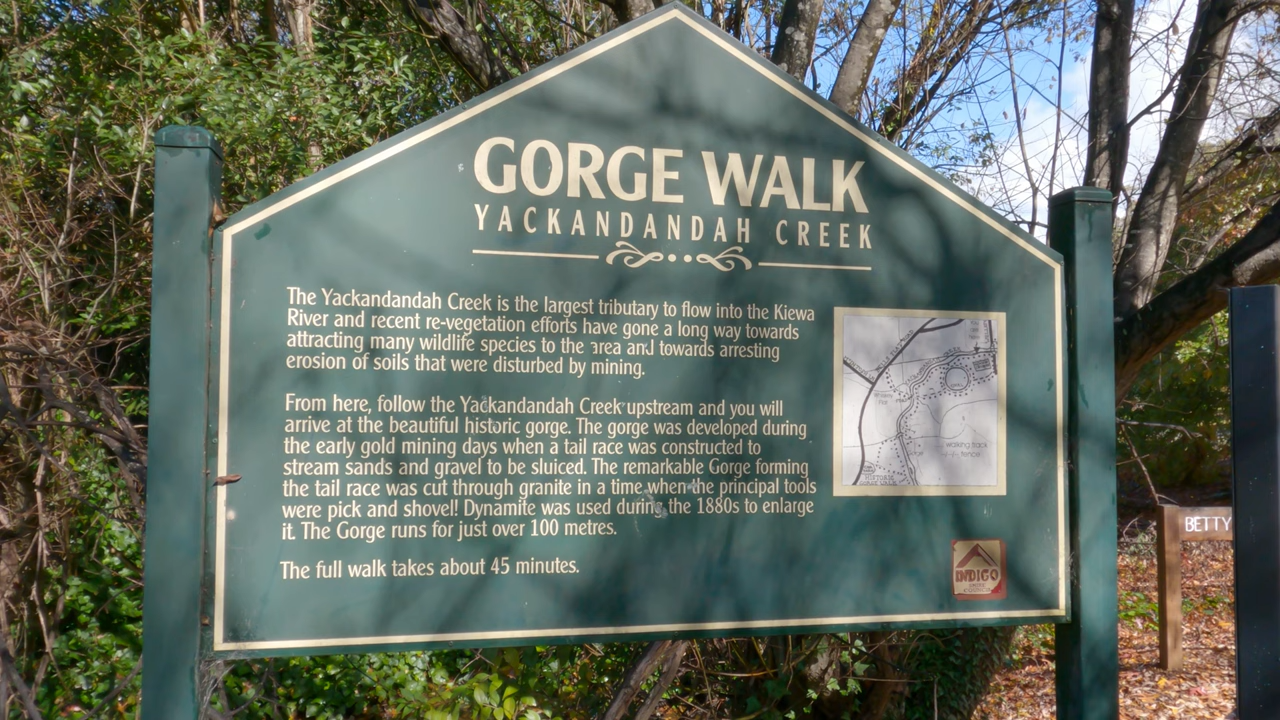 GORGE WALK
YACKANDANDAH CREEK
The Yackandandah Creek is the largest tributary to flow into the Kiewa
River and recent re-vegetation efforts have gone a long way towards
attracting many wildlife species to the area and towards arresting
erosion of soils that were disturbed by mining.
From here, follow the Yackandandah Creek upstream and you will
arrive at the beautiful historic gorge. The gorge was developed during
the early gold mining days when a tail race was constructed to
stream sands and gravel to be sluiced. The remarkable Gorge forming
the tail race was cut through granite in a time when the principal tools
were pick and shovel! Dynamite was used during the 1880s to enlarge
it. The Gorge runs for just over 100 metres.
The full walk takes about 45 minutes.
walking track
fence
GORGE WALK
INDIGO
BETTY